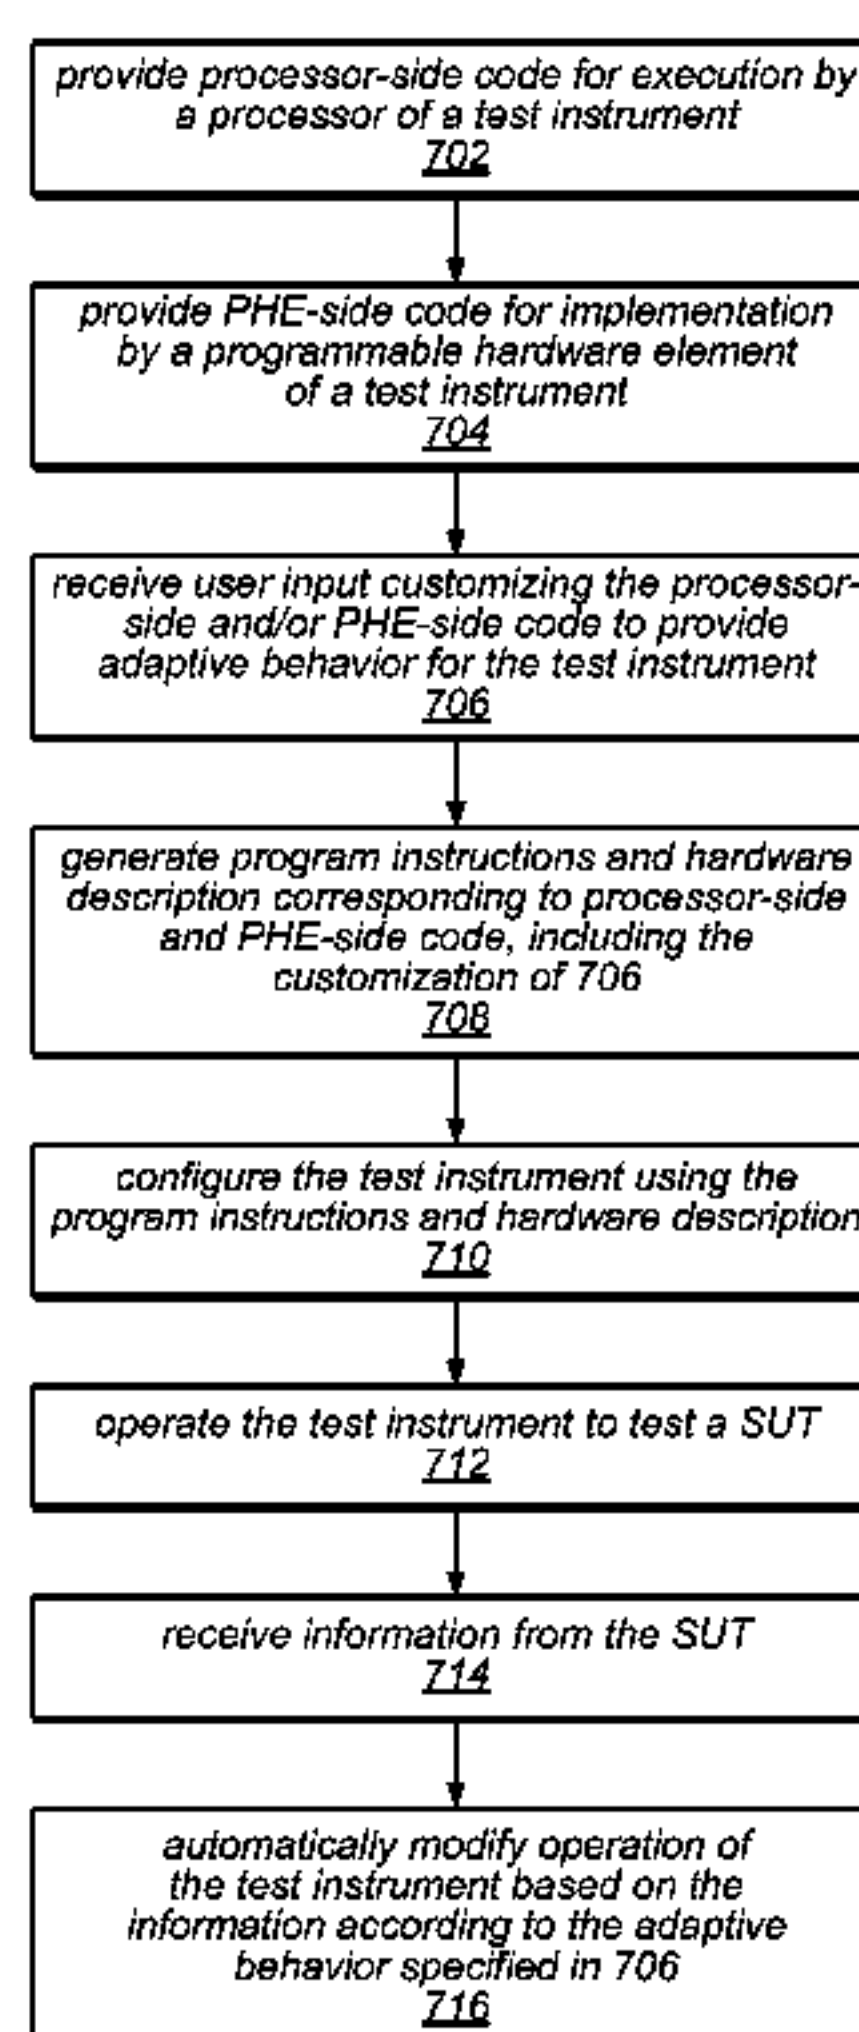 provide processor-side code for execution by
a processor of a test instrument
702
provide PHE-side code for implementation
by a programmable hardware element
of a test instrument
704
receive user input customizing the processor-
side and/or PHE-side code to provide
adaptive behavior for the test instrument
706
generate program instructions and hardware
description corresponding to processor-side
and PHE-side code, including the
customization of 706
708
configure the test instrument using the
program instructions and hardware description
710
operate the test instrument to test a SUT
712
receive information from the SUT
714
automatically modify operation of
the test instrument based on the
information according to the adaptive
behavior specified in 706
716